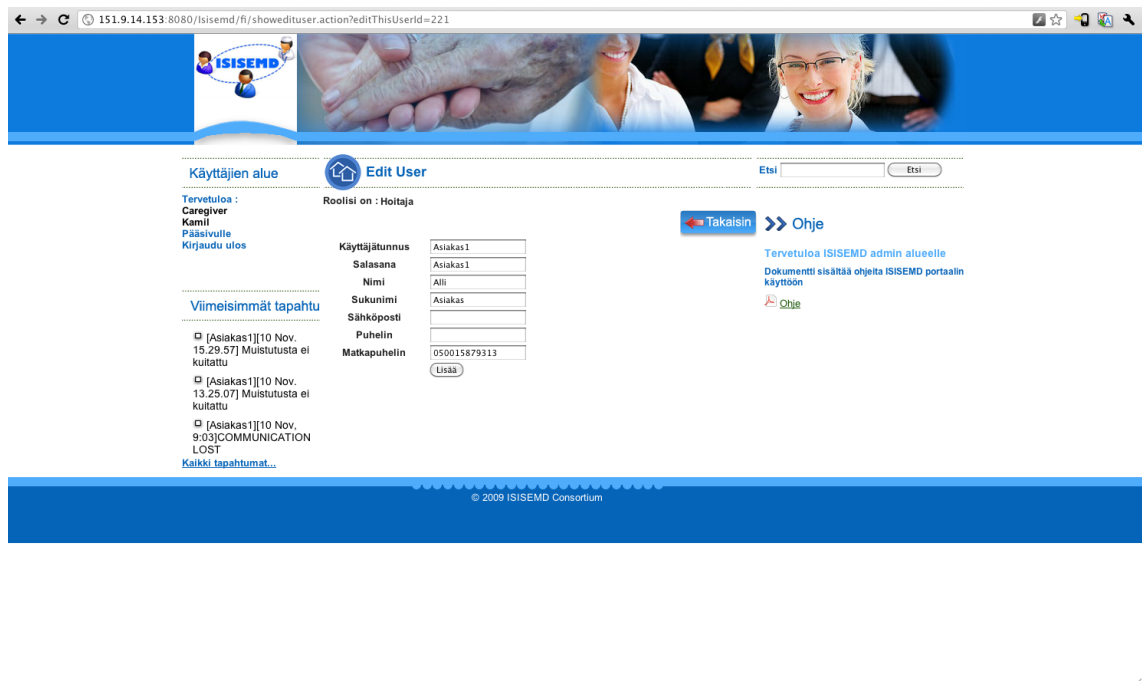 151.9.14.153:8080/Isisemd/fi/showedituser.action?editThisUserId=221
ISISEMD
Käyttäjien alue
Tervetuloa :
Caregiver
Kamil
Pääsivulle
Kirjaudu ulos
Viimeisimmät tapahtu
[Asiakas1][10 Nov.
15.29.57] Muistutusta ei
kuitattu
[Asiakas1][10 Nov.
13.25.07] Muistutusta ei
kuitattu
[Asiakas1][10 Nov,
9:03]COMMUNICATION
LOST
Kaikki tapahtumat...
Edit User
Roolisi on : Hoitaja
Takaisin
Käyttäjätunnus Asiakas1
Salasana Asiakas1
Nimi Alli
Sukunimi Asiakas
Sähköposti
Puhelin
Matkapuhelin 050015879313
Lisää
Etsi Etsi
Ohje
Tervetuloa ISISEMD admin alueelle
Dokumentti sisältää ohjeita ISISEMD portaalin
käyttöön
Ohje
© 2009 ISISEMD Consortium